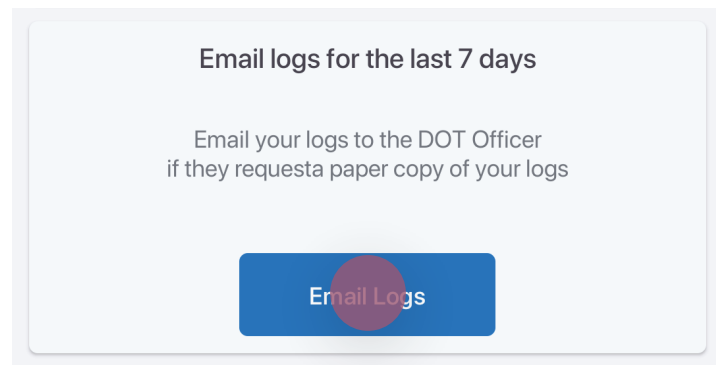 Email logs for the last 7 days
Email your logs to the DOT Officer
if they requesta paper copy of your logs
Email Logs